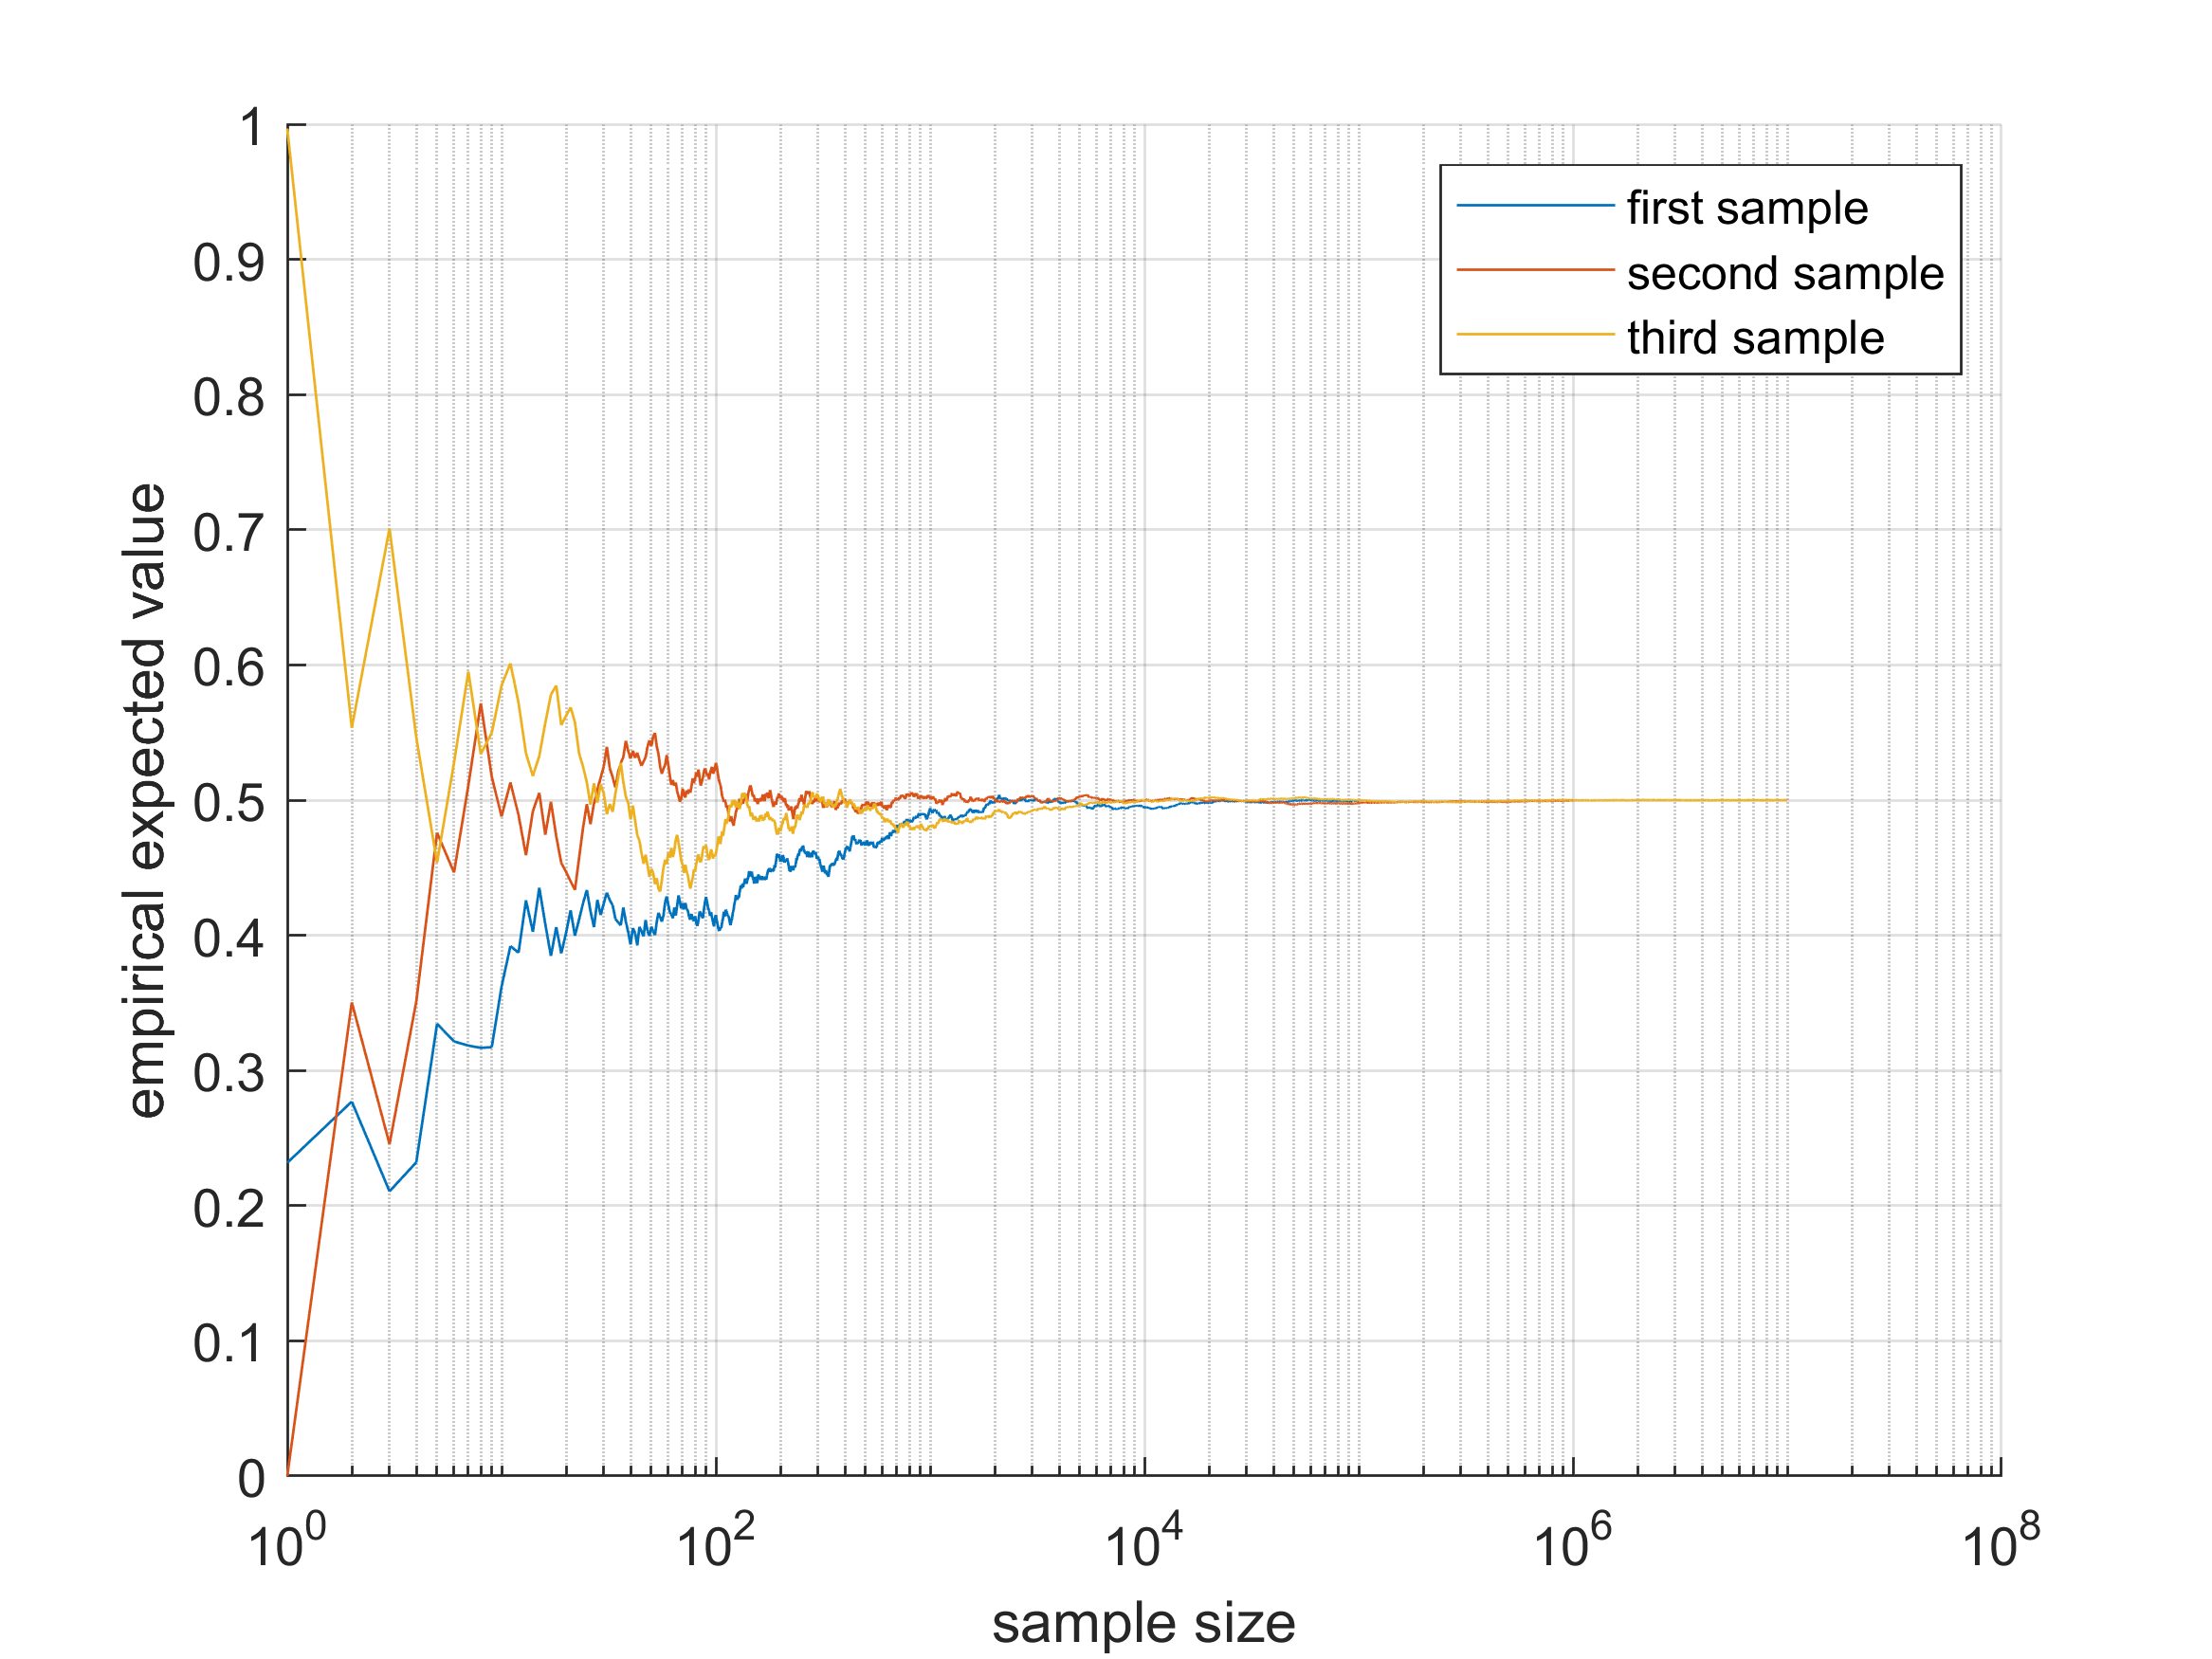 1
0.9
0.8
0.7
0.6
0.5
0.4
0.3
0.2
0.1
0
empirical expected value
first sample
second sample
third sample
10^0 10^2 10^4 10^6 10^8
sample size